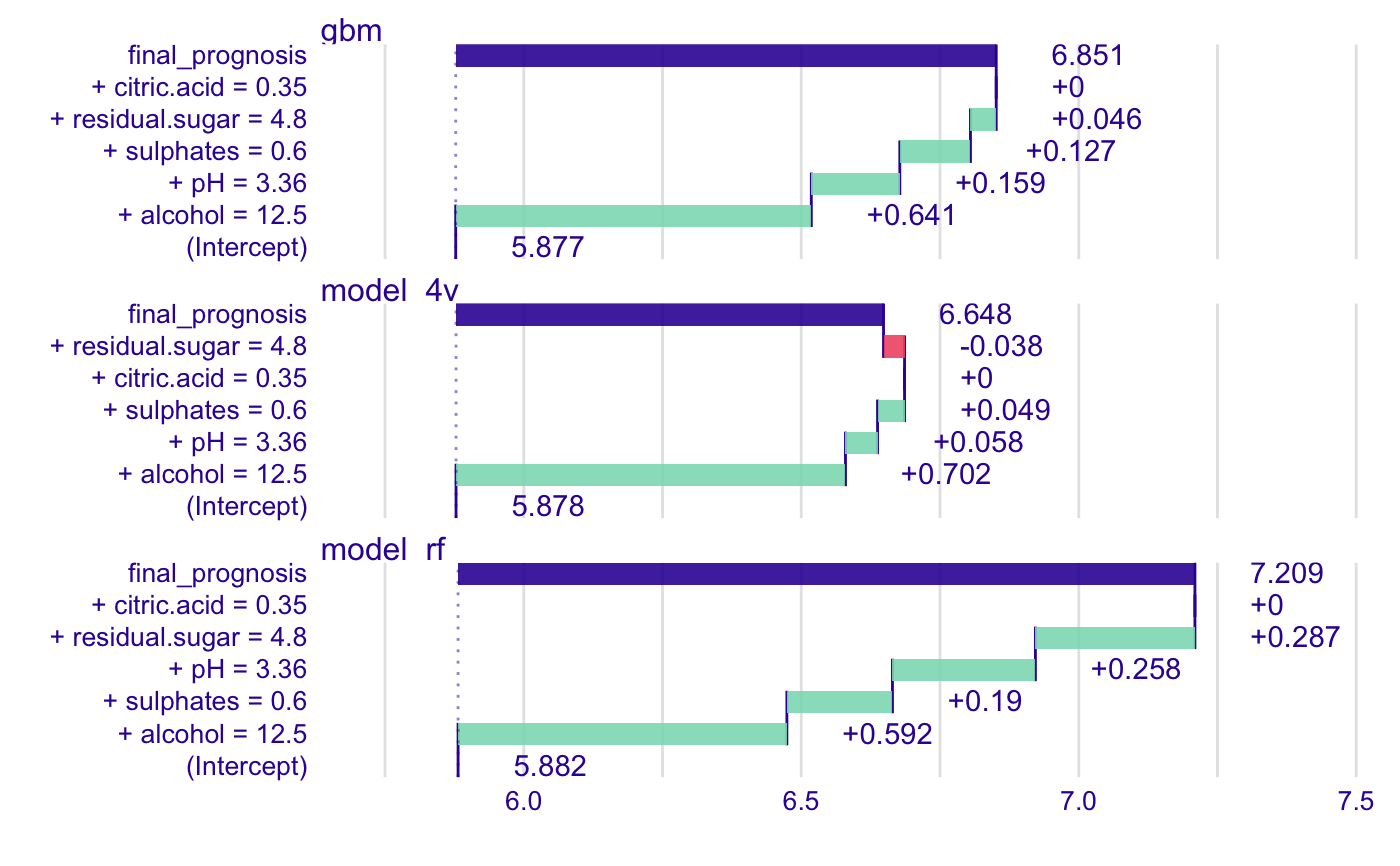 gbm
final_prognosis 6.851
+ citric.acid = 0.35 +0
+ residual.sugar = 4.8 +0.046
+ sulphates = 0.6 +0.127
+ pH = 3.36 +0.159
+ alcohol = 12.5 +0.641
(Intercept) 5.877
model 4v
final_prognosis 6.648
+ residual.sugar = 4.8 -0.038
+ citric.acid = 0.35 +0
+ sulphates = 0.6 +0.049
+ pH = 3.36 +0.058
+ alcohol = 12.5 +0.702
(Intercept) 5.878
model rf
final_prognosis 7.209
+ citric.acid = 0.35 +0
+ residual.sugar = 4.8 +0.287
+ pH = 3.36 +0.258
+ sulphates = 0.6 +0.19
+ alcohol = 12.5 +0.592
(Intercept) 5.882
6.0 6.5 7.0 7.5